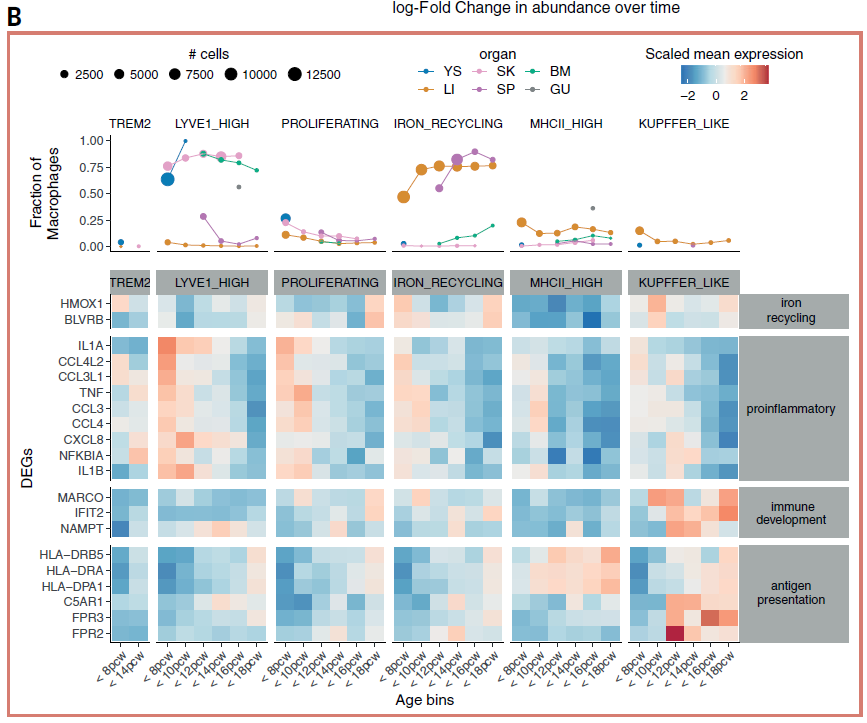 log-Fold Change in abundance over time
B
# cells
2500 5000 7500 10000 12500
organ
YS SK BM
LI SP GU
Scaled mean expression
−2 0 2
TREM2 LYVE1_HIGH PROLIFERATING IRON_RECYCLING MHCII_HIGH KUPFFER_LIKE
Fraction of
Macrophages
1.00
0.75
0.50
0.25
0.00
TREM2 LYVE1_HIGH PROLIFERATING IRON_RECYCLING MHCII_HIGH KUPFFER_LIKE
DEGs
HMOX1
BLVRB
iron
recycling
IL1A
CCL4L2
CCL3L1
TNF
CCL3
CCL4
CXCL8
NFKBIA
IL1B
proinflammatory
MARCO
IFIT2
NAMPT
immune
development
HLA−DRB5
HLA−DRA
HLA−DPA1
C5AR1
FPR3
FPR2
antigen
presentation
< 8pcw < 14pcw < 8pcw < 10pcw < 12pcw < 14pcw < 16pcw < 18pcw < 8pcw < 10pcw < 12pcw < 14pcw < 16pcw < 18pcw < 8pcw < 10pcw < 12pcw < 14pcw < 16pcw < 18pcw < 8pcw < 10pcw < 12pcw < 14pcw < 16pcw < 18pcw < 8pcw < 10pcw < 12pcw < 14pcw < 16pcw < 18pcw
Age bins